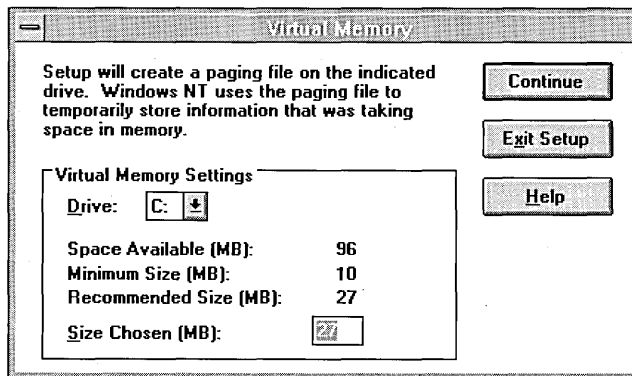 Virtual Memory
Setup will create a paging file on the indicated
drive. Windows NT uses the paging file to
temporarily store information that was taking
space in memory.
Continue
Exit Setup
Help
Virtual Memory Settings
Drive: C:
Space Available (MB): 96
Minimum Size (MB): 10
Recommended Size (MB): 27
Size Chosen (MB): 27